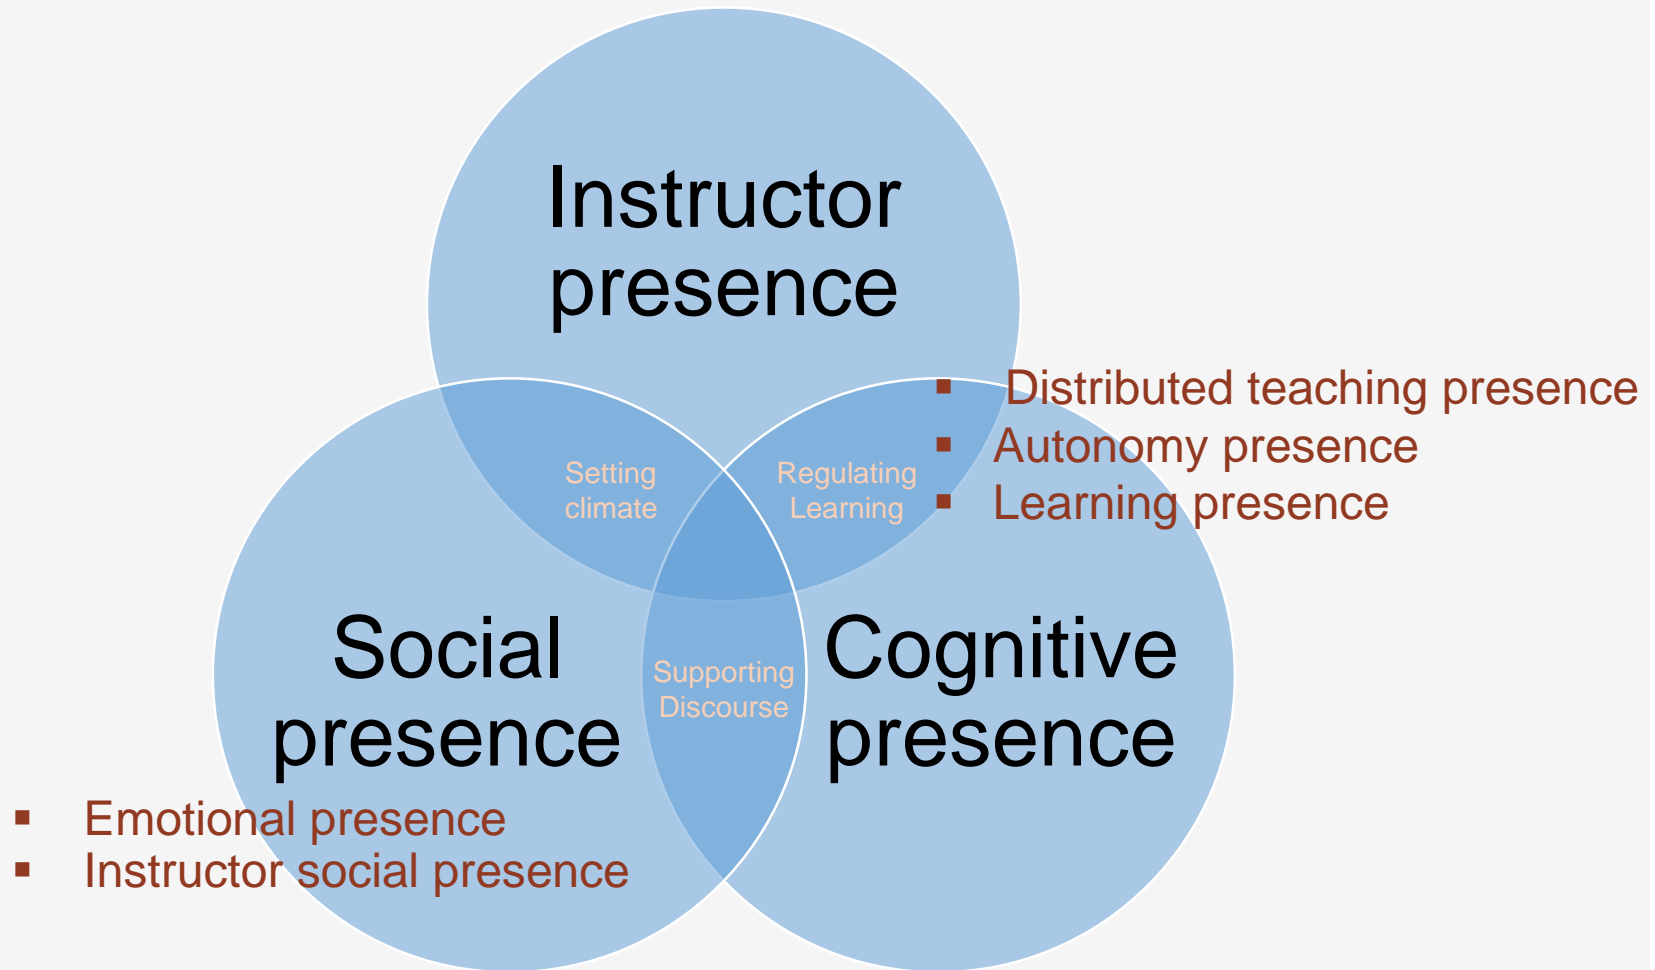 Instructor
presence
▪ Distributed teaching presence
▪ Autonomy presence
▪ Learning presence
Setting
climate
Regulating
Learning
Social
presence
Supporting
Discourse
Cognitive
presence
▪ Emotional presence
▪ Instructor social presence